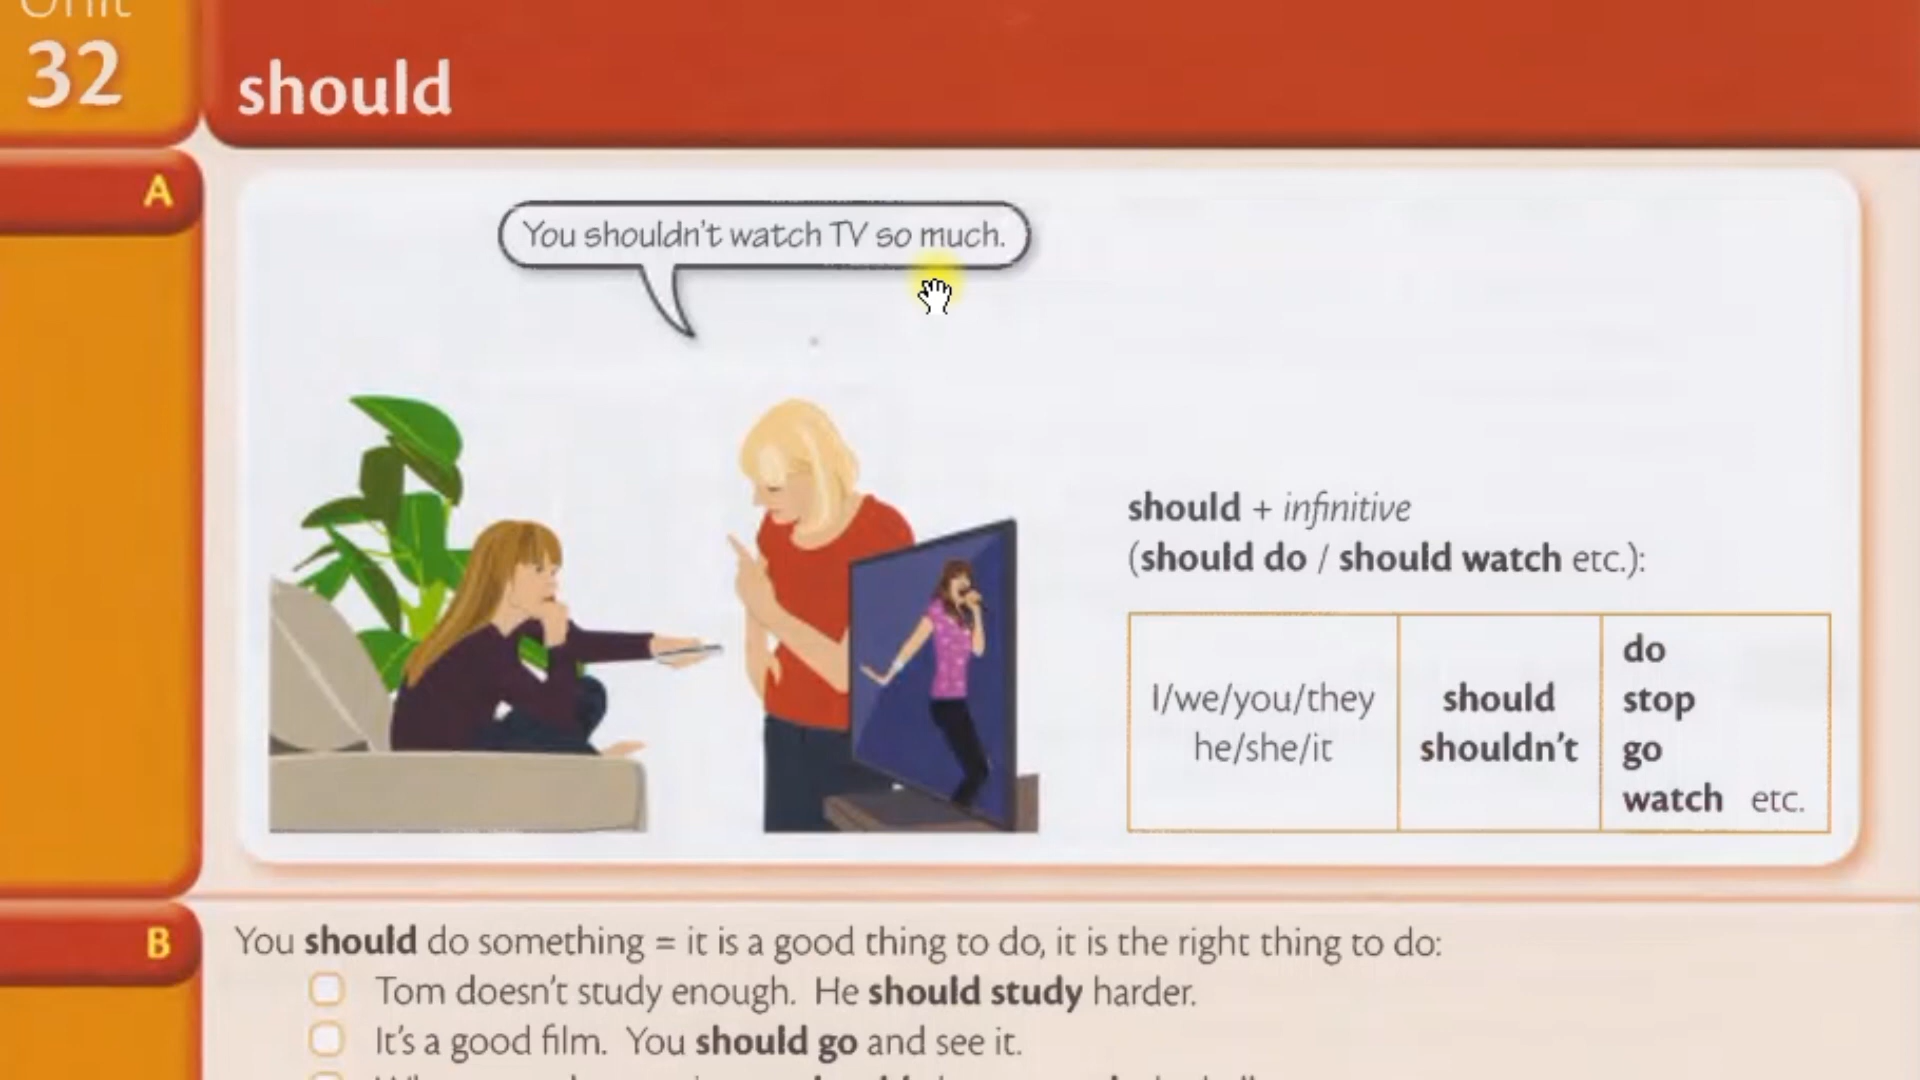 Unit
32
should
A
You shouldn't watch TV so much.
should + infinitive
(should do / should watch etc.):
I/we/you/they
he/she/it
should
shouldn't
do
stop
go
watch etc.
B
You should do something = it is a good thing to do, it is the right thing to do:
Tom doesn't study enough. He should study harder.
It's a good film. You should go and see it.